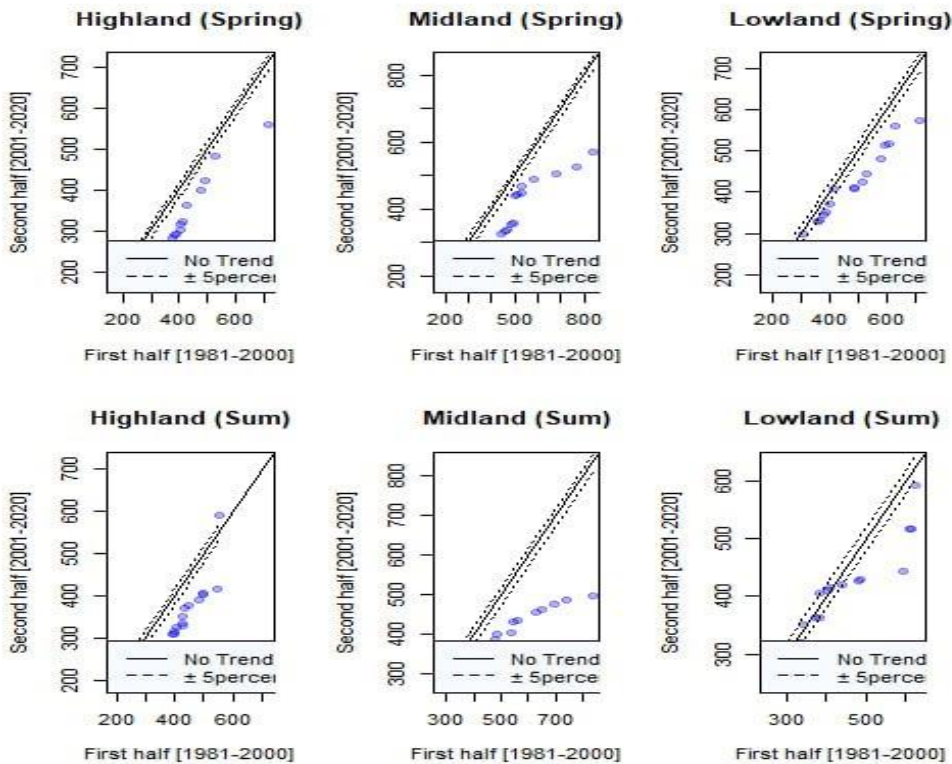 Highland (Spring)
Second half [2001-2020]
700
600
500
400
300
200
No Trend
± 5percer
200 400 600
First half [1981-2000]
Midland (Spring)
Second half [2001-2020]
800
600
400
200
No Trend
± 5percer
200 500 800
First half [1981-2000]
Lowland (Spring)
Second half [2001-2020]
700
600
500
400
300
200
No Trend
± 5percer
200 400 600
First half [1981-2000]
Highland (Sum)
Second half [2001-2020]
700
600
500
400
300
200
No Trend
± 5percer
200 400 600
First half [1981-2000]
Midland (Sum)
Second half [2001-2020]
800
700
600
500
400
300
No Trend
± 5percer
300 500 700
First half [1981-2000]
Lowland (Sum)
Second half [2001-2020]
600
500
400
300
No Trend
± 5percer
300 500
First half [1981-2000]